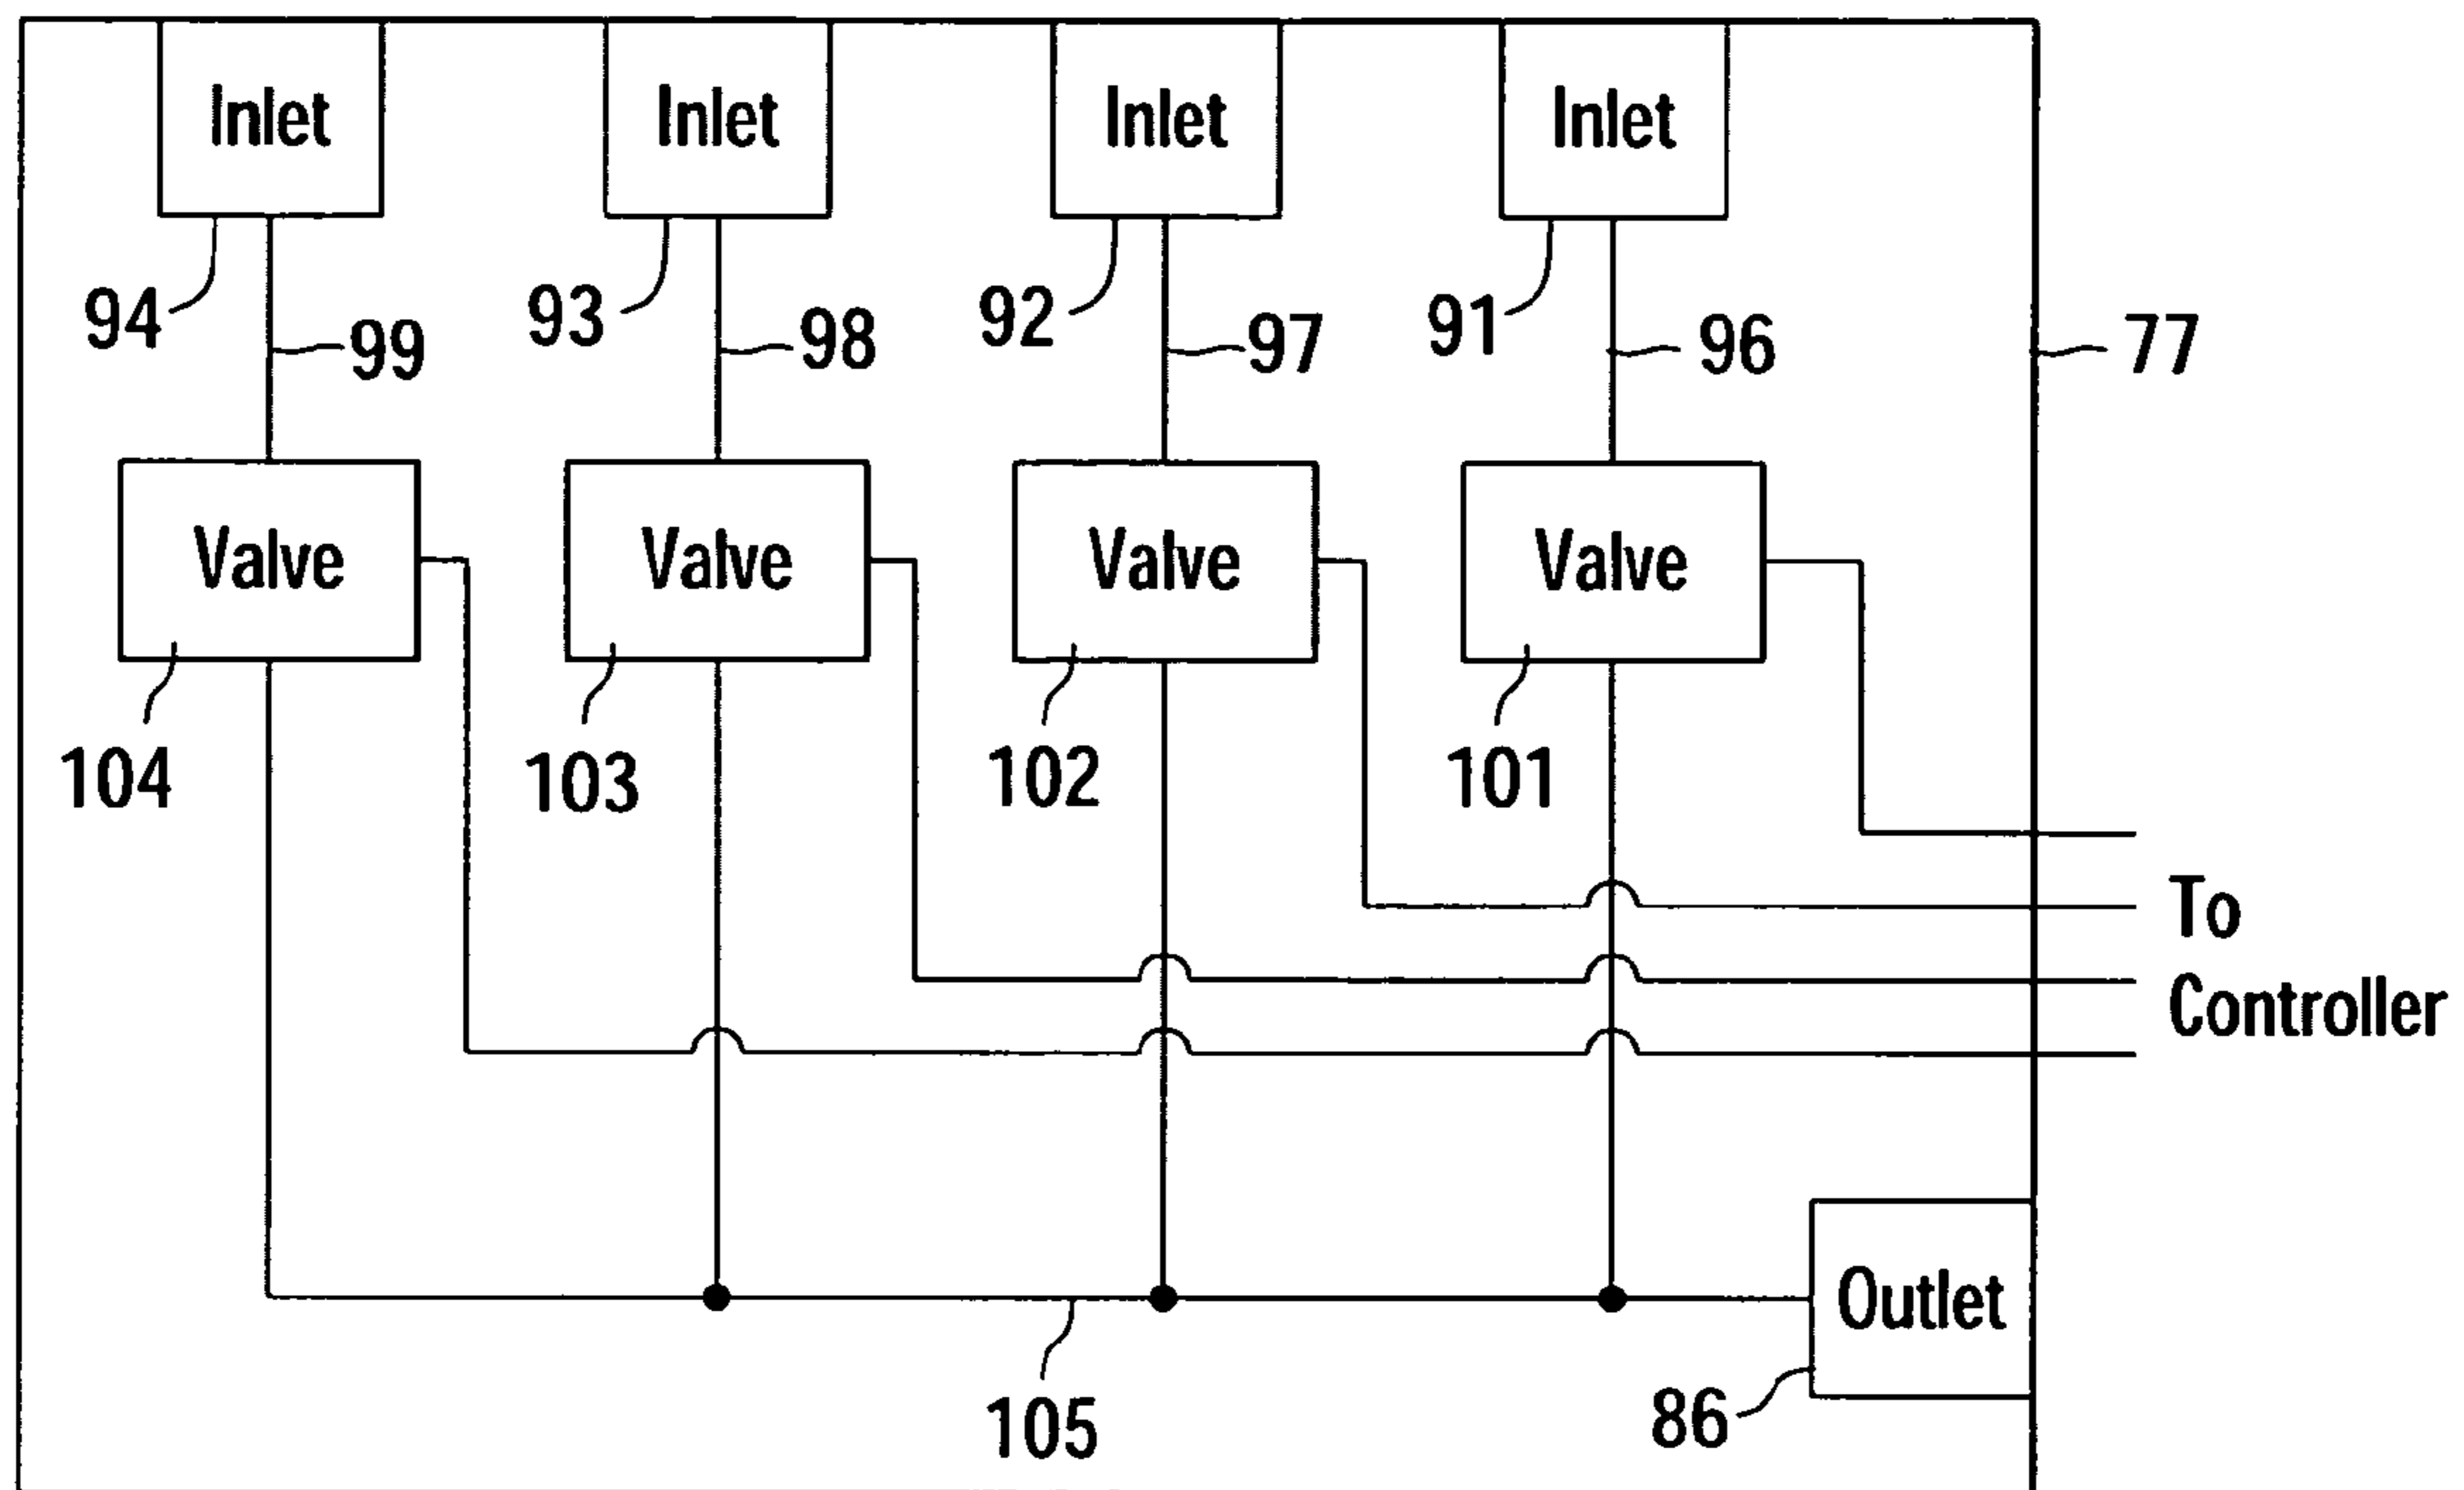 Inlet Inlet Inlet Inlet
94 93 92 91
99 98 97 96 77
Valve Valve Valve Valve
104 103 102 101
To
Controller
Outlet
105 86